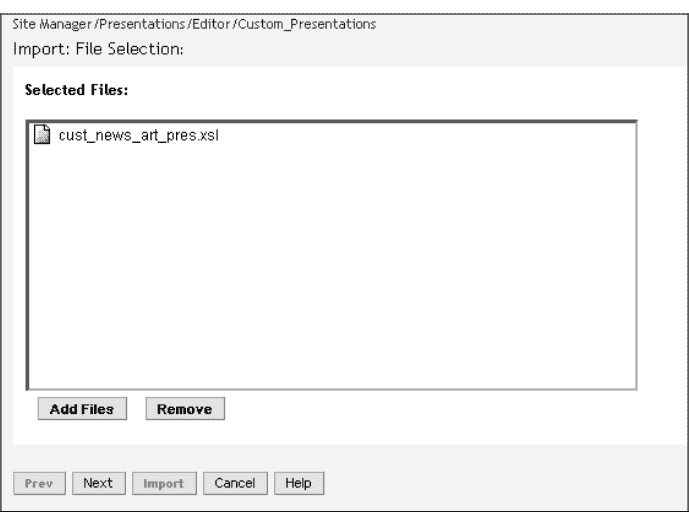 Site Manager/Presentations/Editor/Custom_Presentations
Import: File Selection:
Selected Files:
cust_news_art_pres.xsl
Add Files Remove
Prev Next Import Cancel Help